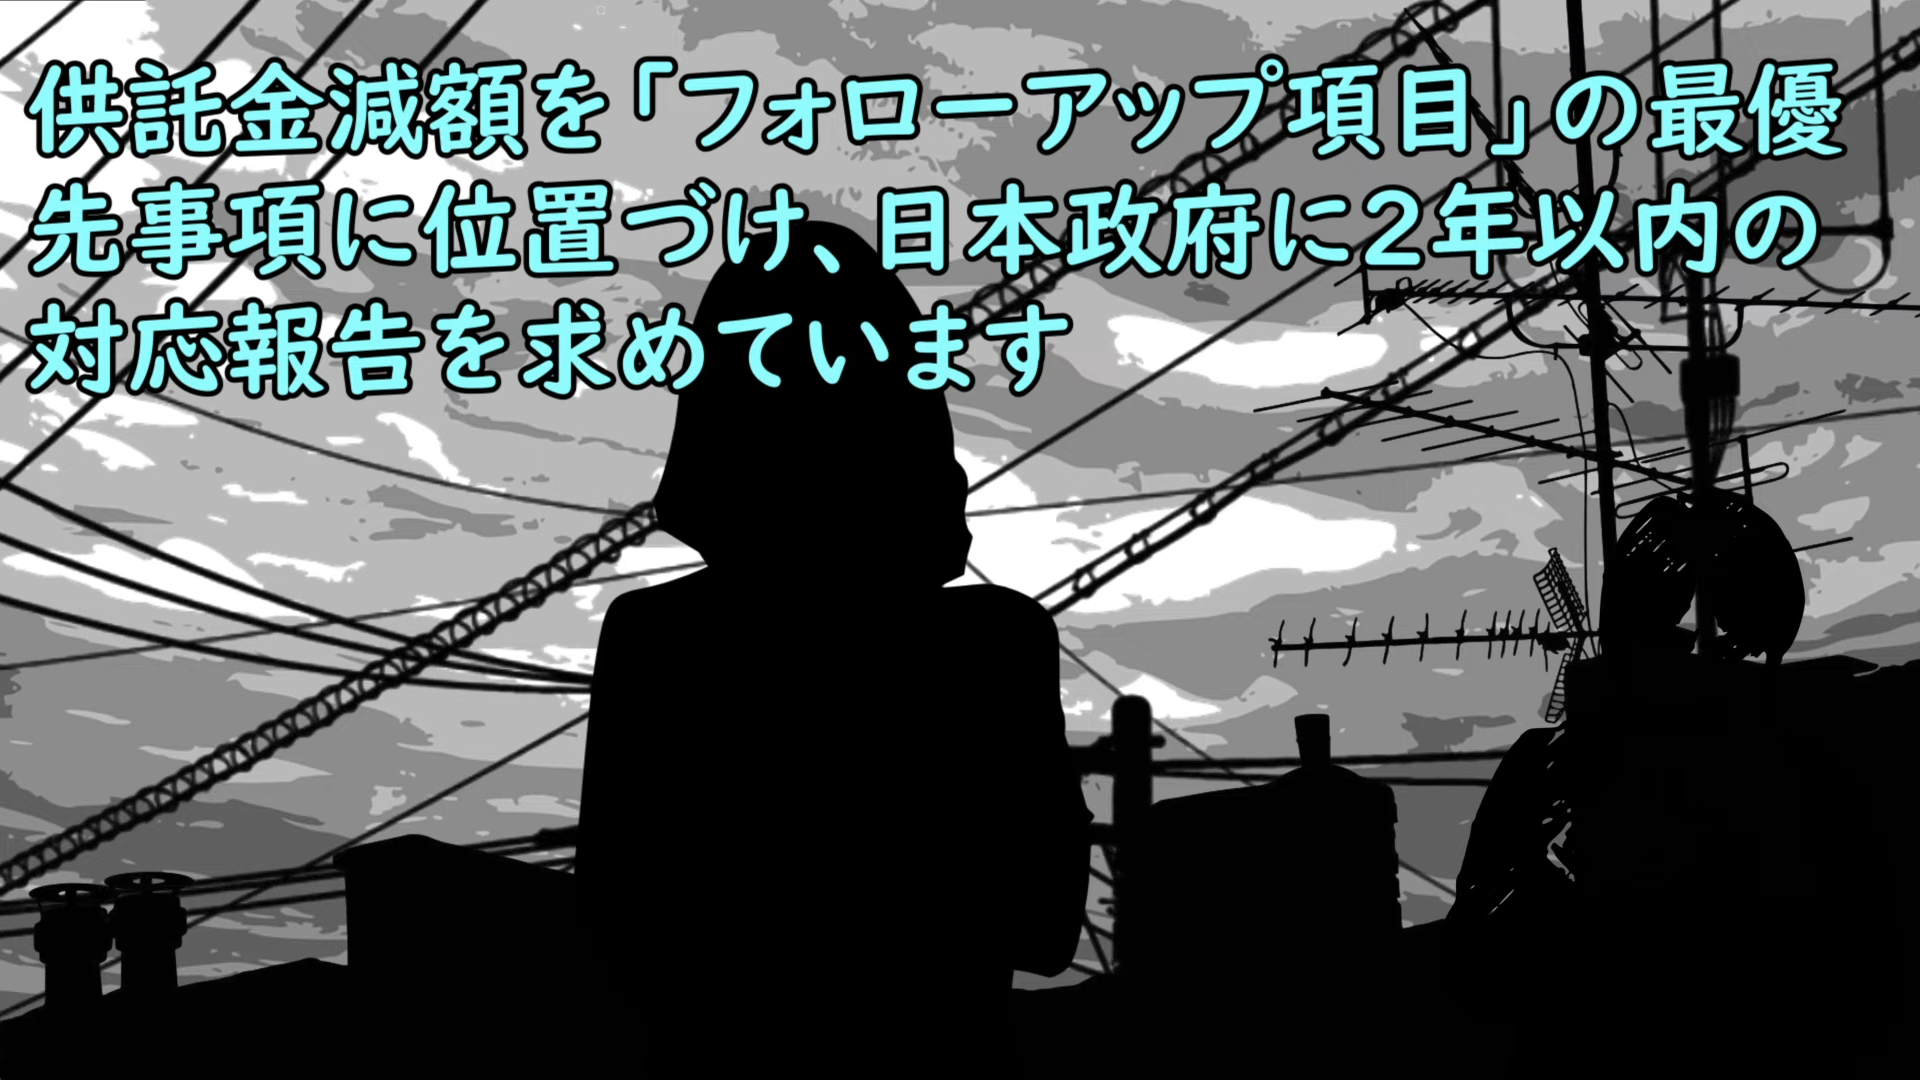 供託金減額を「フォローアップ項目」の最優
先事項に位置づけ、日本政府に2年以内の
対応報告を求めています